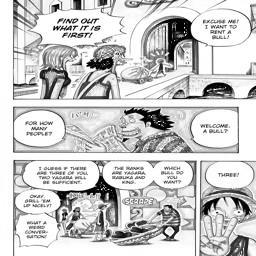 EXCUSE ME!
I WANT
TO RENT
A BULL!
FIND OUT
WHAT IT IS
FIRST!
WELCOME.
A BULL?
FOR HOW
MANY
PEOPLE?
THREE!
WHICH
BULL DO
YOU
WANT?
THE RANKS
ARE YAGARA,
RABUKA AND
KING.
I GUESS IF THERE
ARE THREE OF YOU,
TWO YAGARA
WILL BE
SUFFICIENT.
OKAY
GRILL 'EM
UP NICELY!
WHAT A
WEIRD
CONVER-
SATION!